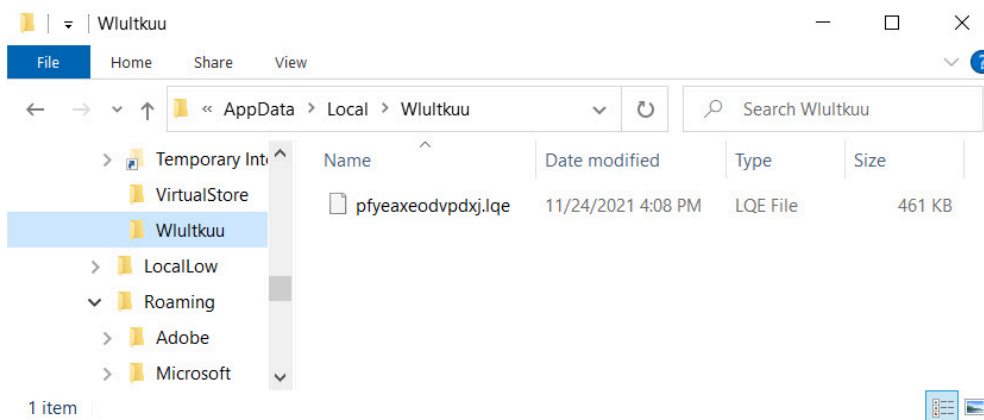 Wlultkuu
File Home Share View ?
« AppData > Local > Wlultkuu Search Wlultkuu
Name Date modified Type Size
Temporary Inte
VirtualStore
pfyeaxeodvpdxj.lqe 11/24/2021 4:08 PM LQE File 461 KB
Wlultkuu
LocalLow
Roaming
Adobe
Microsoft
1 item